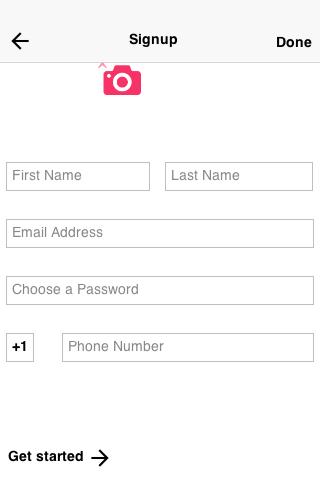 Signup
Done
First Name
Last Name
Email Address
Choose a Password
+1
Phone Number
Get started